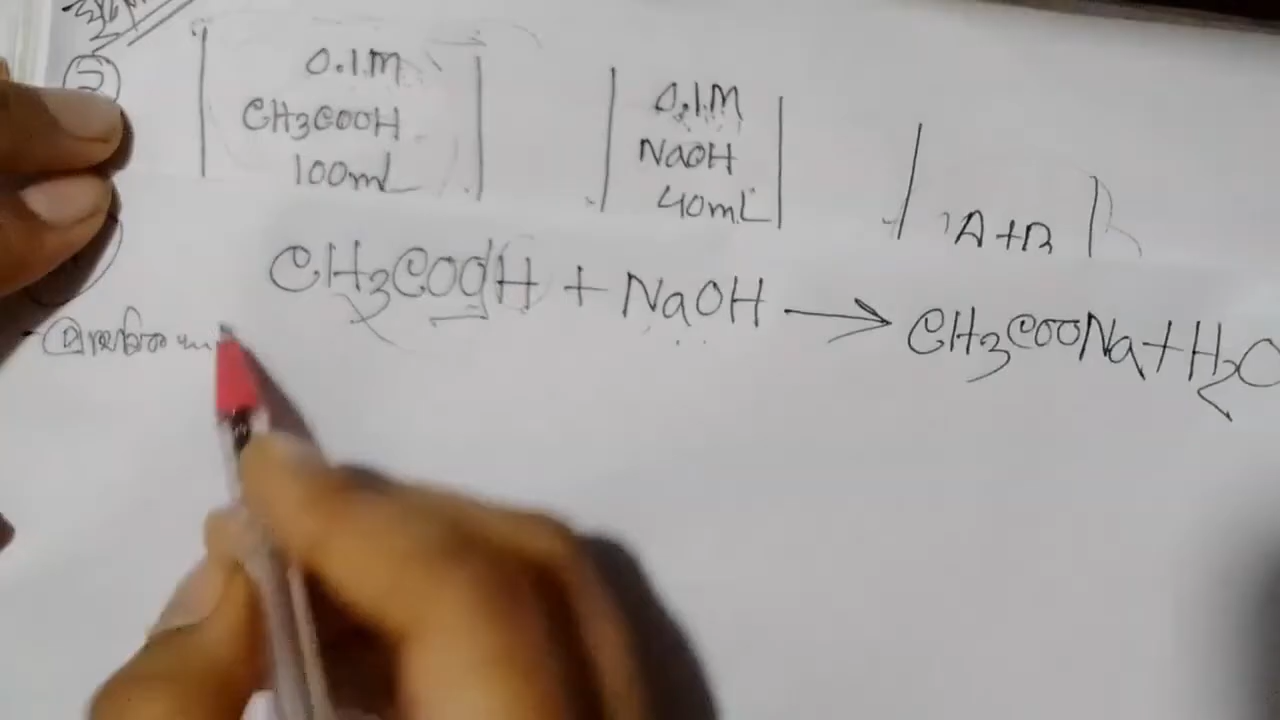 0.1M
CH3COOH
100mL
0.1M
NaOH
40mL
A+B
CH3COOH + NaOH → CH3COONa+H2O